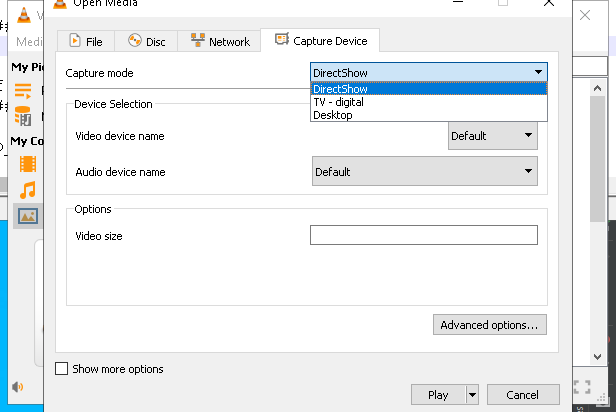 Open Media
Medi
File
Disc
Network
Capture Device
My Pi
Capture mode
DirectShow
DirectShow
TV - digital
Desktop
Device Selection
Video device name
Default
My Co
Audio device name
Default
Options
Video size
Advanced options...
Show more options
Play
Cancel